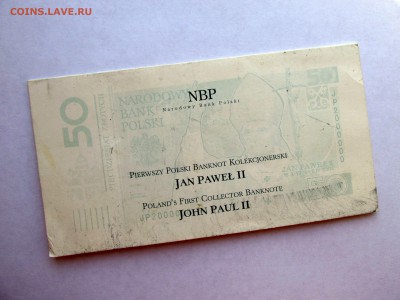 COINS.LAVE.RU
NBP
Narodowy Bank Polski
50
NARODOWY
BANK
POLSKI
50
PIERWSZY POLSKI BANKNOT KOLEKCJONERSKI
JAN PAWEŁ II
POLAND'S FIRST COLLECTOR BANKNOTE
JOHN PAUL II